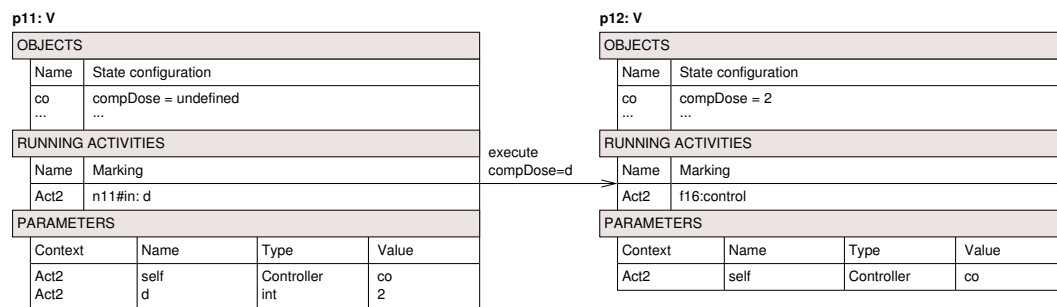 p11: V
OBJECTS
Name State configuration
co compDose = undefined
... ...
RUNNING ACTIVITIES
Name Marking
Act2 n11#in: d
PARAMETERS
Context Name Type Value
Act2 self Controller co
Act2 d int 2
execute
compDose=d
p12: V
OBJECTS
Name State configuration
co compDose = 2
... ...
RUNNING ACTIVITIES
Name Marking
Act2 f16:control
PARAMETERS
Context Name Type Value
Act2 self Controller co